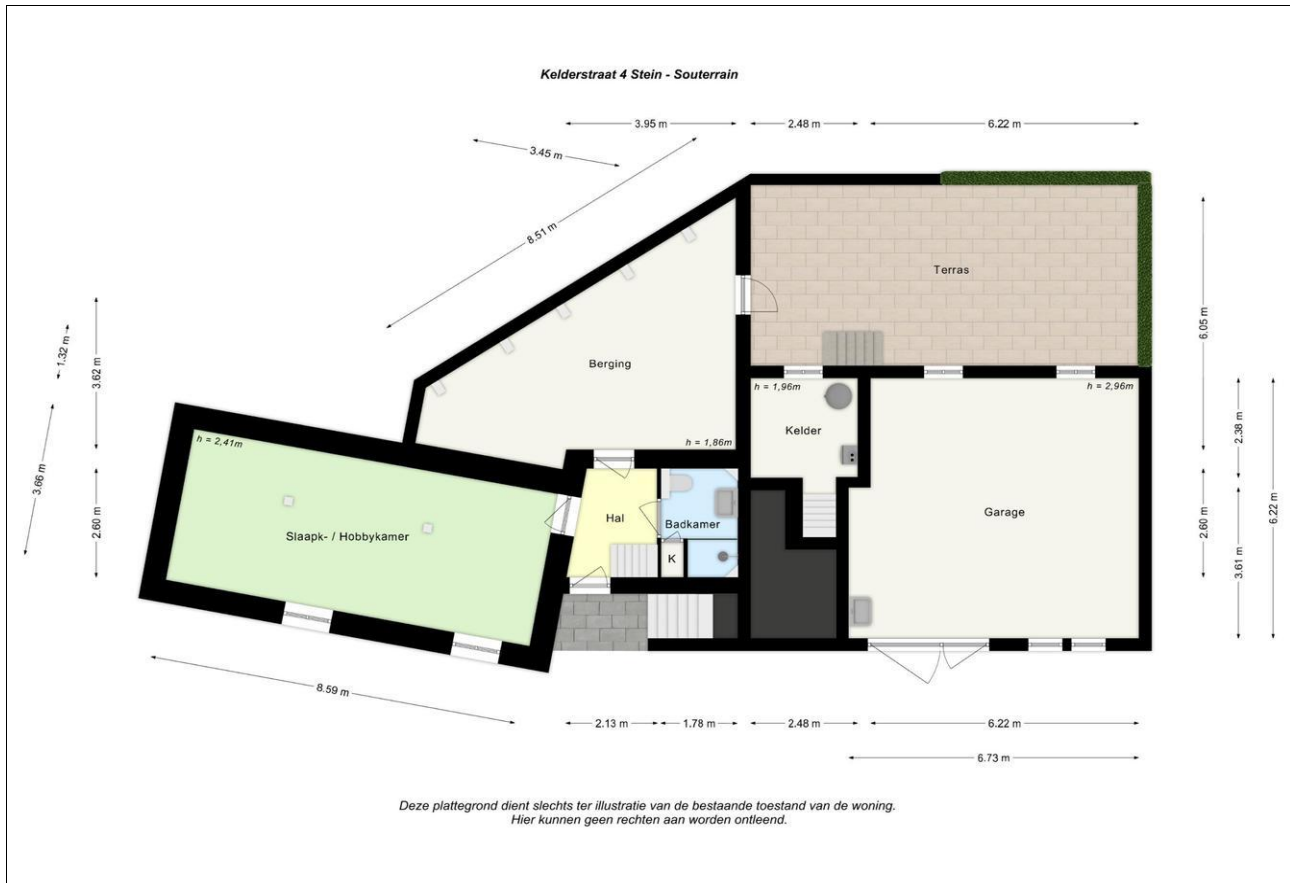 Kelderstraat 4 Stein - Souterrain
3.95 m
2.48 m
6.22 m
3.45 m
8.51 m
Terras
1.32 m
3.62 m
6.05 m
Berging
h = 1,96m
h = 2,96m
Kelder
2.38 m
h = 2,41m
h = 1,86m
3.66 m
2.60 m
Slaapk- / Hobbykamer
Hal
Badkamer
K
Garage
2.60 m
3.61 m
6.22 m
8.59 m
2.13 m
1.78 m
2.48 m
6.22 m
6.73 m
Deze plattegrond dient slechts ter illustratie van de bestaande toestand van de woning.
Hier kunnen geen rechten aan worden ontleend.